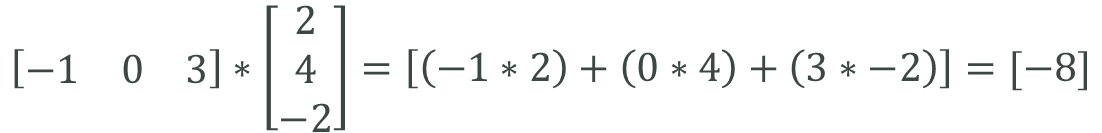 [−1 0 3] * [2 4 −2] = [(−1 * 2) + (0 * 4) + (3 * −2)] = [−8]